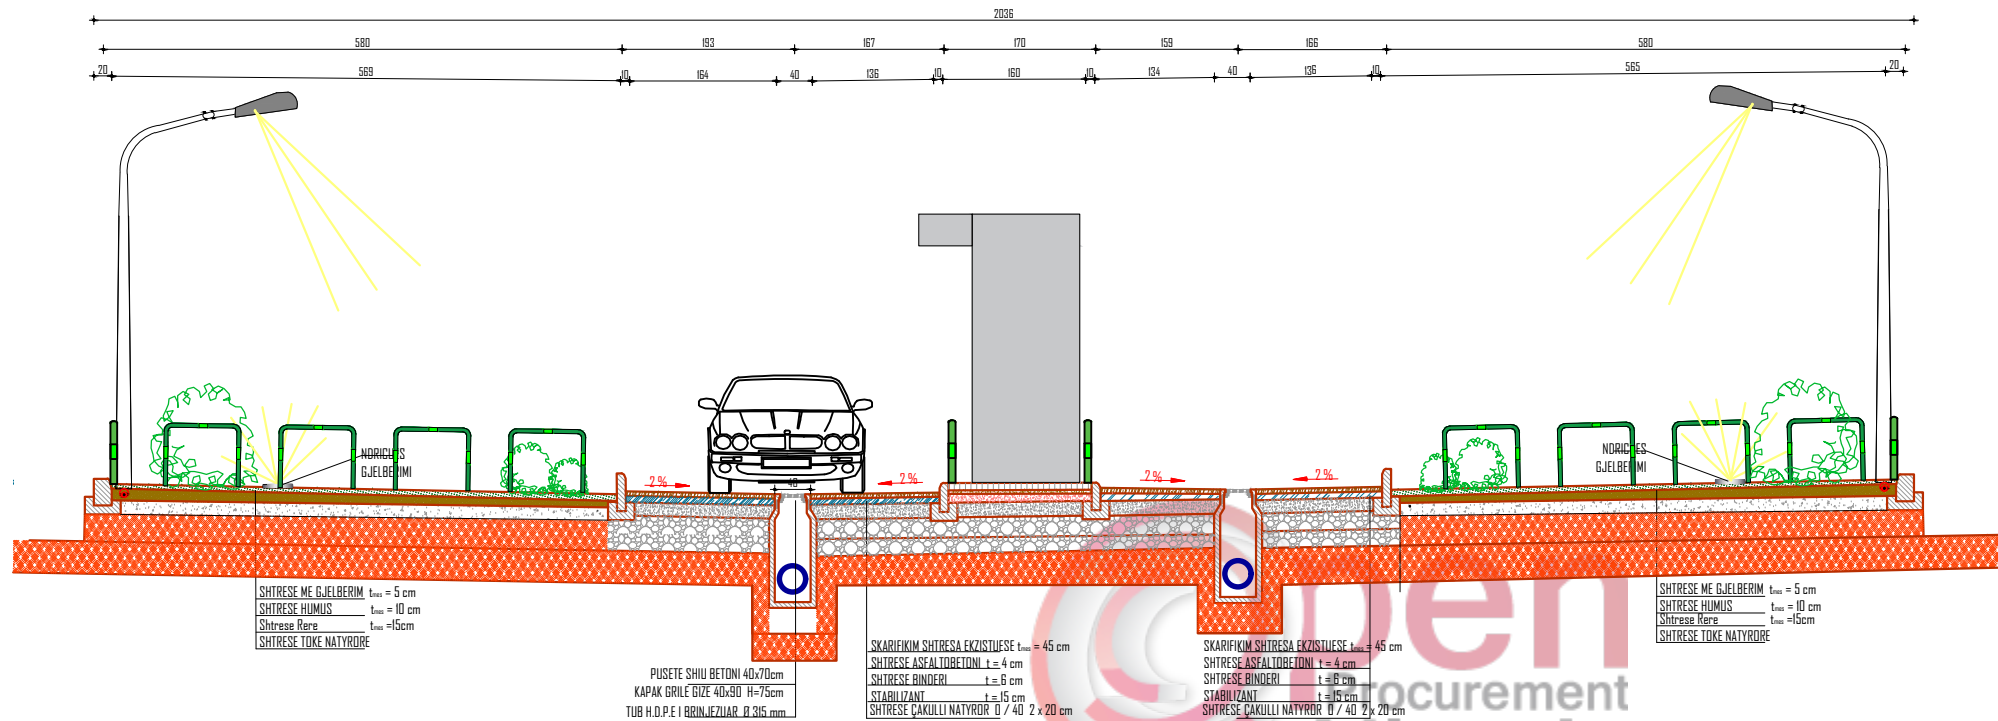 2036
580 193 167 170 159 166 580
20 569 10 164 40 136 10 160 10 134 40 136 10 565 20
NDRIÇUES
GJELBERIMI
2%
40
2%
2%
2%
NDRIÇUES
GJELBERIMI
SHTRESE ME GJELBERIM tmes = 5 cm
SHTRESE HUMUS tmes = 10 cm
Shtrese Rere tmes =15cm
SHTRESE TOKE NATYRORE
PUSETE SHIU BETONI 40x70cm
KAPAK GRILE GIZE 40x90 H=75cm
TUB H.D.P.E I BRINJEZUAR Ø 315 mm
SKARIFIKIM SHTRESA EKZISTUESE tmes = 45 cm
SHTRESE ASFALTOBETONI t = 4 cm
SHTRESE BINDERI t = 6 cm
STABILIZANT t = 15 cm
SHTRESE ÇAKULLI NATYROR 0 / 40 2 x 20 cm
SKARIFIKIM SHTRESA EKZISTUESE tmes = 45 cm
SHTRESE ASFALTOBETONI t = 4 cm
SHTRESE BINDERI t = 6 cm
STABILIZANT t = 15 cm
SHTRESE ÇAKULLI NATYROR 0 / 40 2 x 20 cm
SHTRESE ME GJELBERIM tmes = 5 cm
SHTRESE HUMUS tmes = 10 cm
Shtrese Rere tmes =15cm
SHTRESE TOKE NATYRORE
Open
Procurement